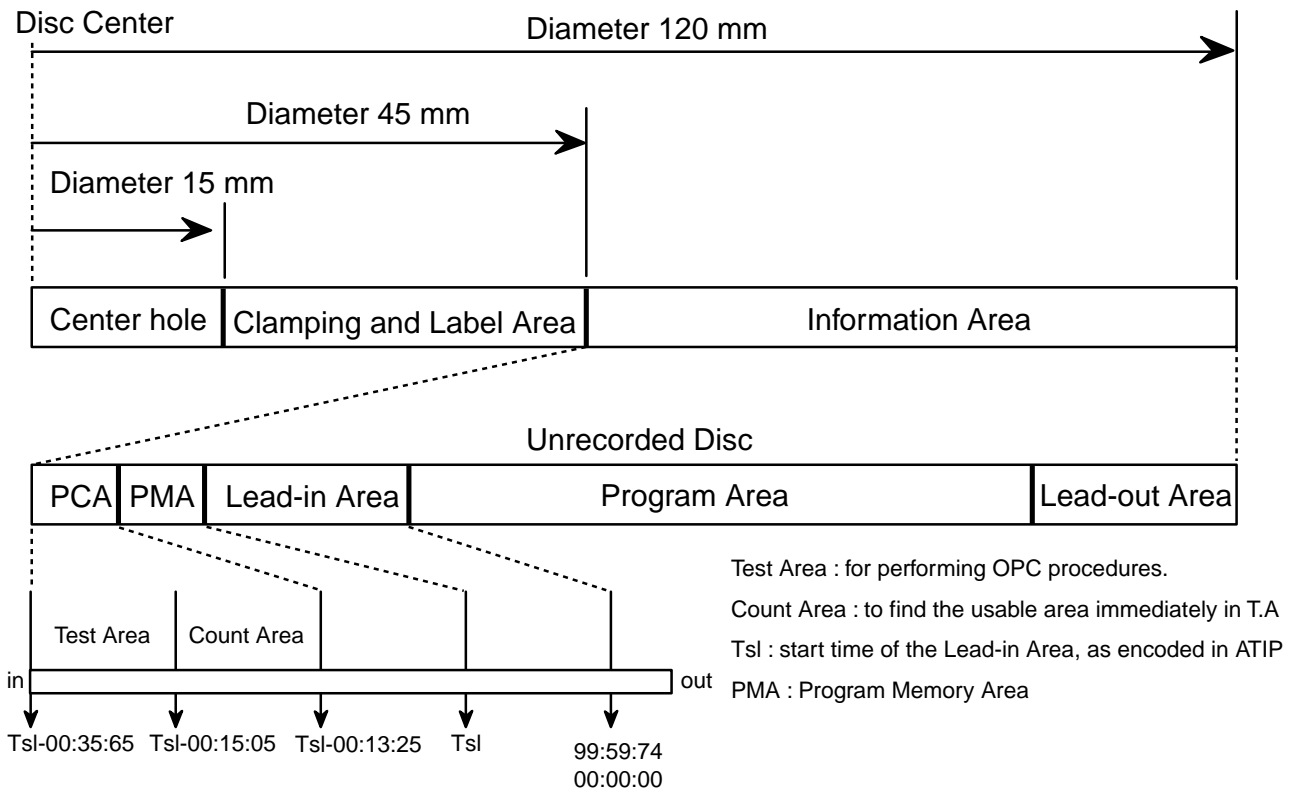 Disc Center
Diameter 120 mm
Diameter 45 mm
Diameter 15 mm
Center hole
Clamping and Label Area
Information Area
Unrecorded Disc
PCA
PMA
Lead-in Area
Program Area
Lead-out Area
Test Area : for performing OPC procedures.
Count Area : to find the usable area immediately in T.A
Tsl : start time of the Lead-in Area, as encoded in ATIP
PMA : Program Memory Area
Test Area
Count Area
in
out
Tsl-00:35:65
Tsl-00:15:05
Tsl-00:13:25
Tsl
99:59:74
00:00:00